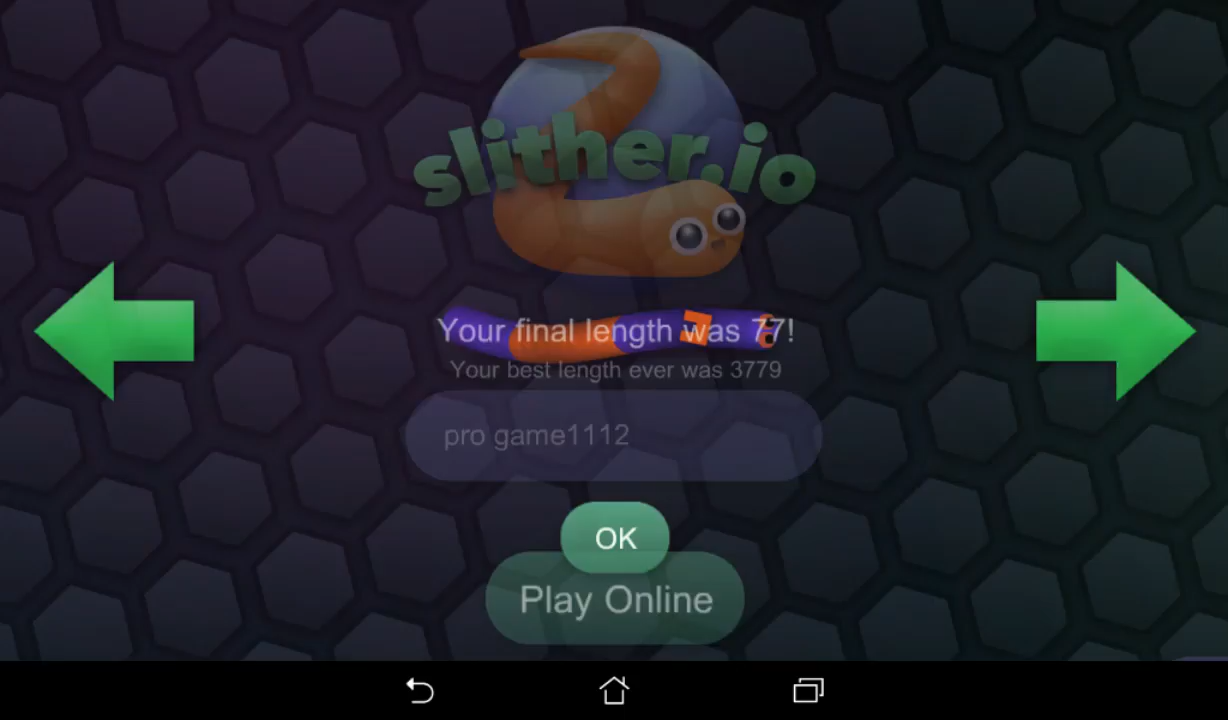 slither.io
Your final length was 77!
Your best length ever was 3779
pro game1112
OK
Play Online